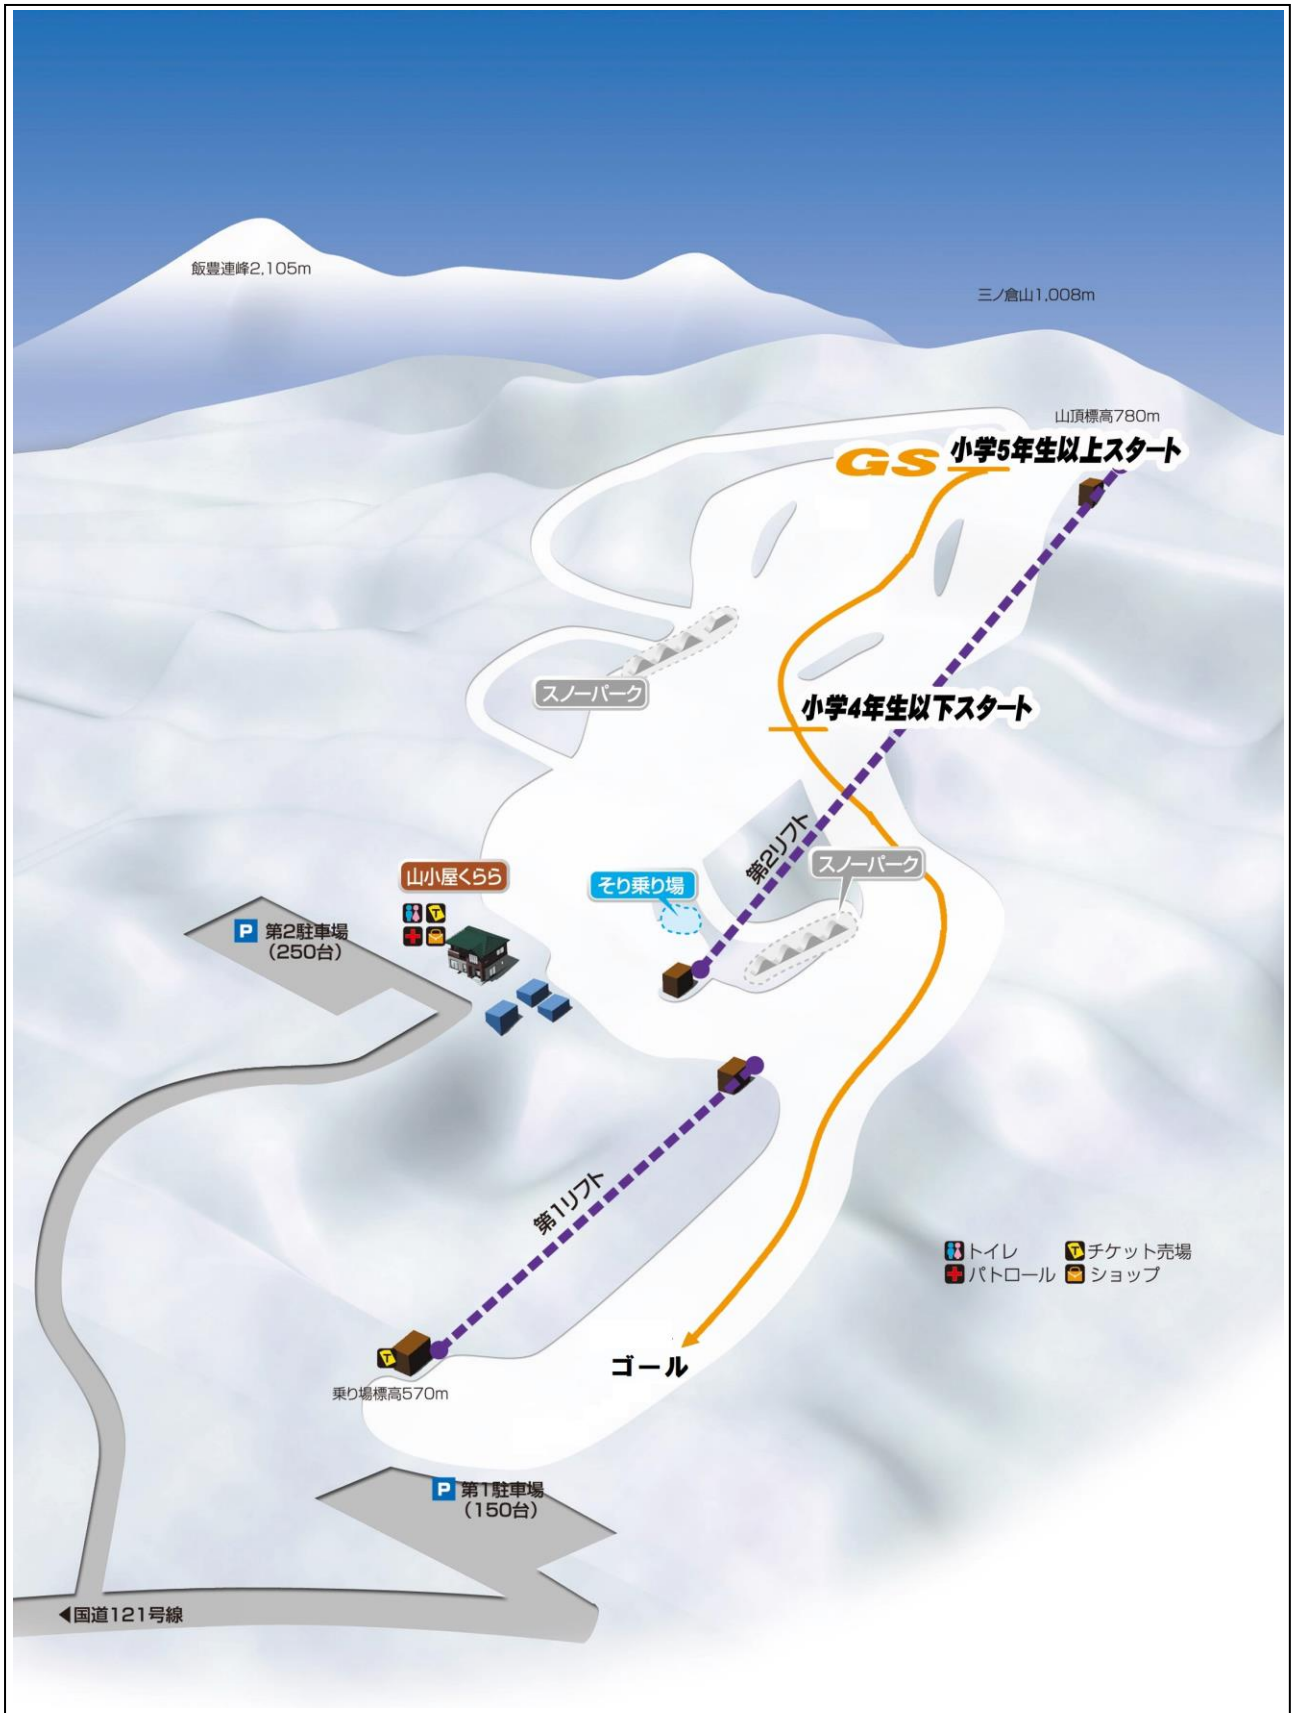 飯豊連峰2,105m
三ノ倉山1,008m
山頂標高780m
GS 小学5年生以上スタート
スノーパーク
小学4年生以下スタート
第2リフト
スノーパーク
山小屋くらら
そり乗り場
P 第2駐車場
(250台)
第1リフト
トイレ
T チケット売場
パトロール
ショップ
T
ゴール
乗り場標高570m
P 第1駐車場
(150台)
◀国道121号線